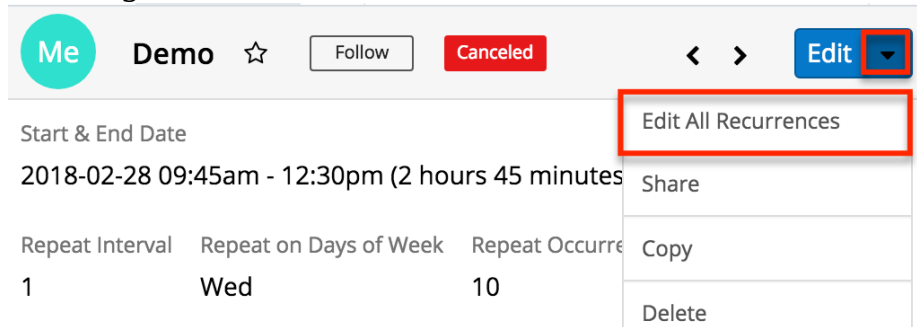 Me Demo Follow Canceled Edit
Edit All Recurrences
Start & End Date
2018-02-28 09:45am - 12:30pm (2 hours 45 minutes
Share
Repeat Interval Repeat on Days of Week Repeat Occurre
Copy
1 Wed 10
Delete